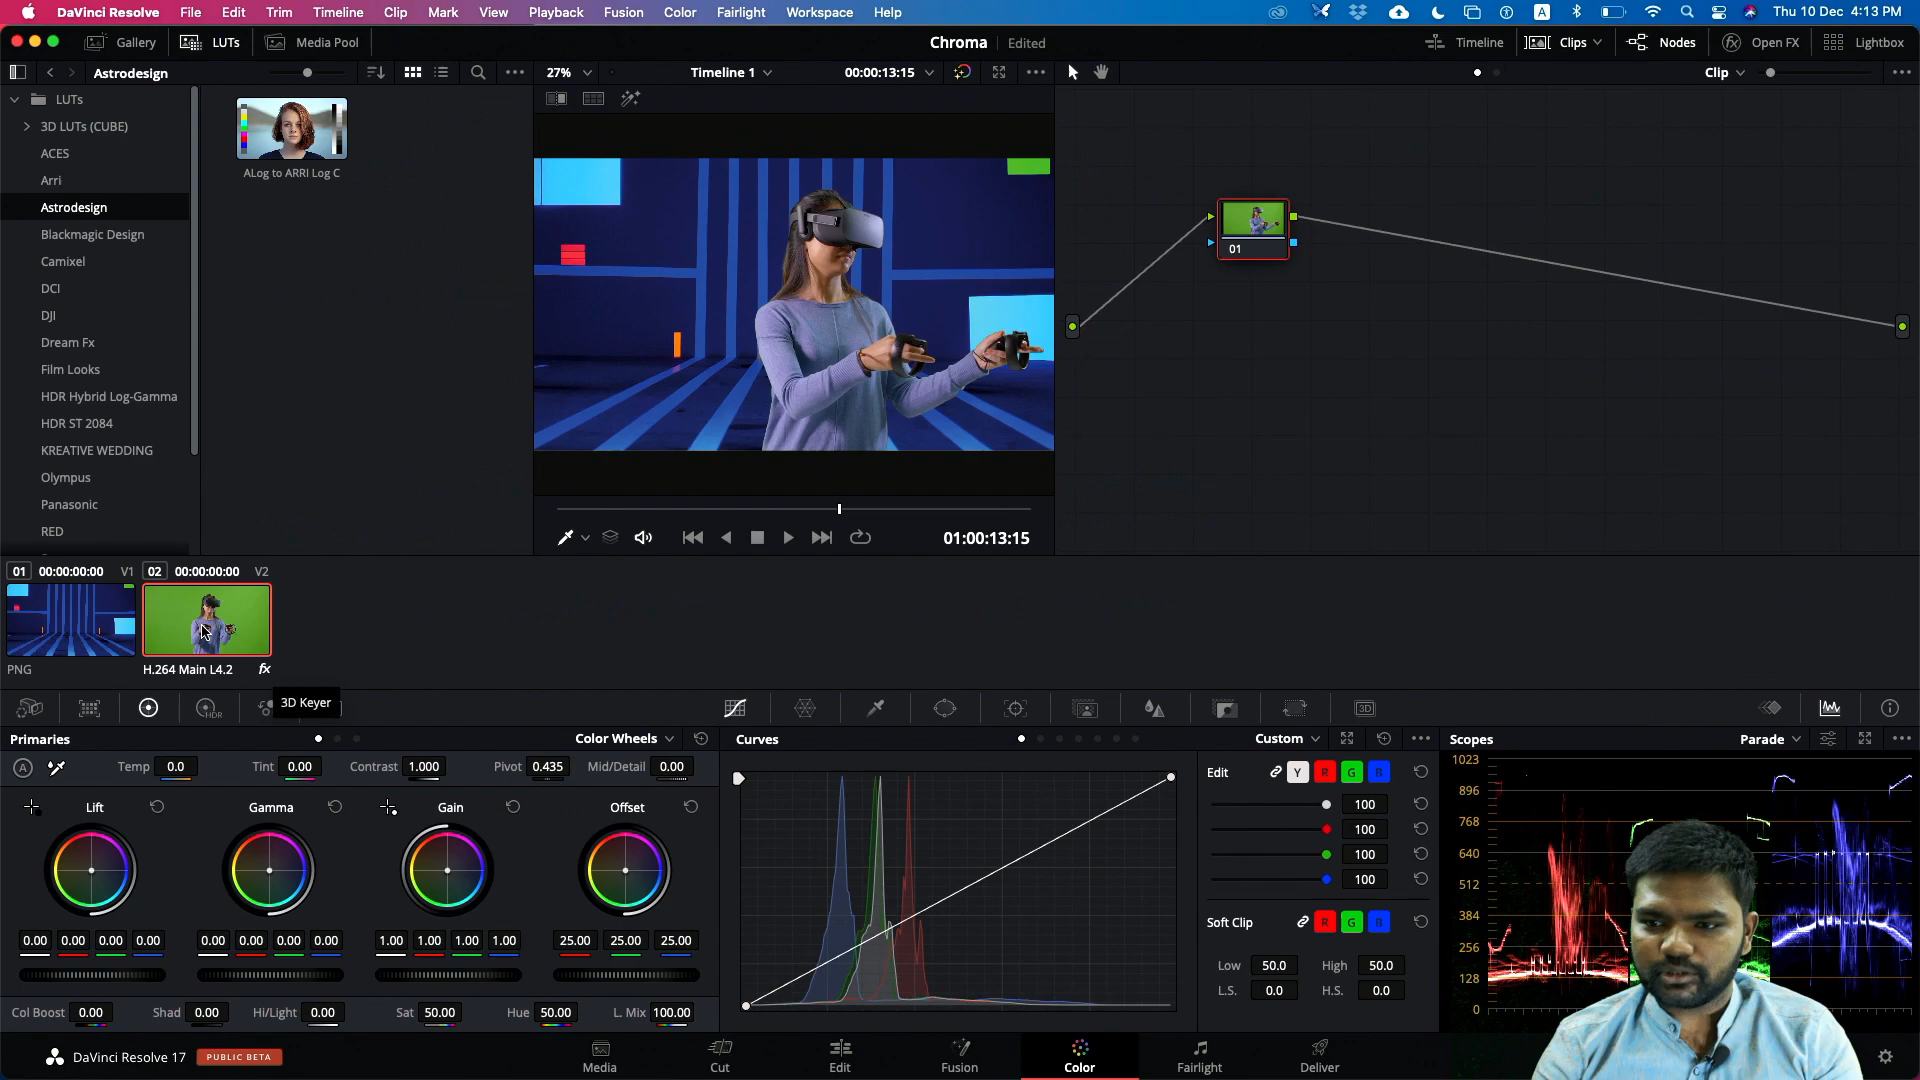 DaVinci Resolve File Edit Trim Timeline Clip Mark View Playback Fusion Color Fairlight Workspace Help A Thu 10 Dec 4:13 PM
Gallery LUTs Media Pool Chroma Edited Timeline Clips Nodes Open FX Lightbox
Astrodesign 27% Timeline 1 00:00:13:15 Clip
LUTs
3D LUTs (CUBE)
ACES
Arri
Astrodesign
Blackmagic Design
Camixel
DCI
DJI
Dream Fx
Film Looks
HDR Hybrid Log-Gamma
HDR ST 2084
KREATIVE WEDDING
Olympus
Panasonic
RED
ALog to ARRI Log C
01
01:00:13:15
01 00:00:00:00 V1 02 00:00:00:00 V2
PNG H.264 Main L4.2 fx
3D Keyer
HDR 3D
Primaries Color Wheels Curves Custom Scopes Parade
A Temp 0.0 Tint 0.00 Contrast 1.000 Pivot 0.435 Mid/Detail 0.00
Lift Gamma Gain Offset
0.00 0.00 0.00 0.00 0.00 0.00 0.00 0.00 1.00 1.00 1.00 1.00 25.00 25.00 25.00
Col Boost 0.00 Shad 0.00 Hi/Light 0.00 Sat 50.00 Hue 50.00 L. Mix 100.00
Edit Y R G B
100
100
100
100
Soft Clip R G B
Low 50.0 High 50.0
L.S. 0.0 H.S. 0.0
1023
896
768
640
512
384
256
128
0
DaVinci Resolve 17 PUBLIC BETA
Media Cut Edit Fusion Color Fairlight Deliver